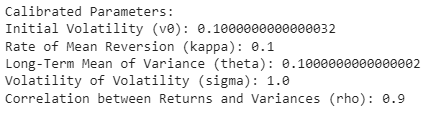 Calibrated Parameters:
Initial Volatility (v0): 0.1000000000000032
Rate of Mean Reversion (kappa): 0.1
Long-Term Mean of Variance (theta): 0.1000000000000002
Volatility of Volatility (sigma): 1.0
Correlation between Returns and Variances (rho): 0.9